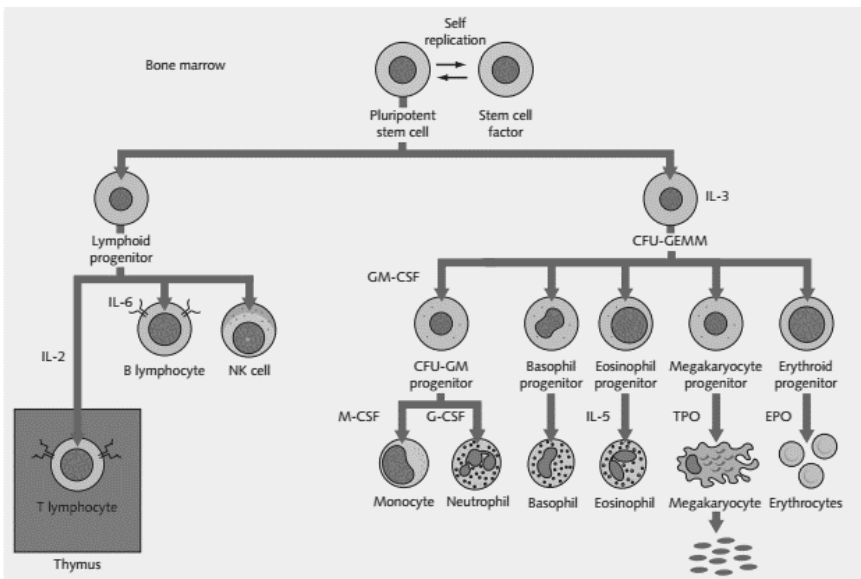 Self
replication
Bone marrow
Pluripotent
stem cell
Stem cell
factor
IL-3
Lymphoid
progenitor
CFU-GEMM
GM-CSF
IL-6
IL-2
B lymphocyte
NK cell
CFU-GM
progenitor
Basophil
progenitor
Eosinophil
progenitor
Megakaryocyte
progenitor
Erythroid
progenitor
M-CSF
G-CSF
IL-5
TPO
EPO
T lymphocyte
Monocyte
Neutrophil
Basophil
Eosinophil
Megakaryocyte
Erythrocytes
Thymus